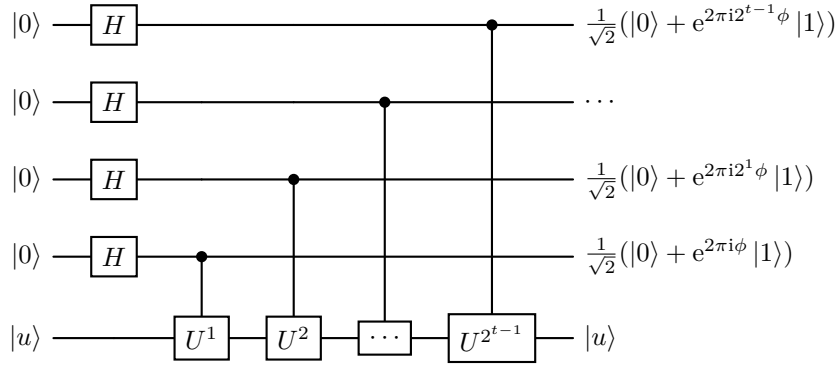 |0⟩ H 1/√2(|0⟩ + e^{2πi2^{t−1}ϕ} |1⟩)
|0⟩ H ⋯
|0⟩ H 1/√2(|0⟩ + e^{2πi2^1ϕ} |1⟩)
|0⟩ H 1/√2(|0⟩ + e^{2πiϕ} |1⟩)
|u⟩ U^1 U^2 ⋯ U^{2^{t−1}} |u⟩